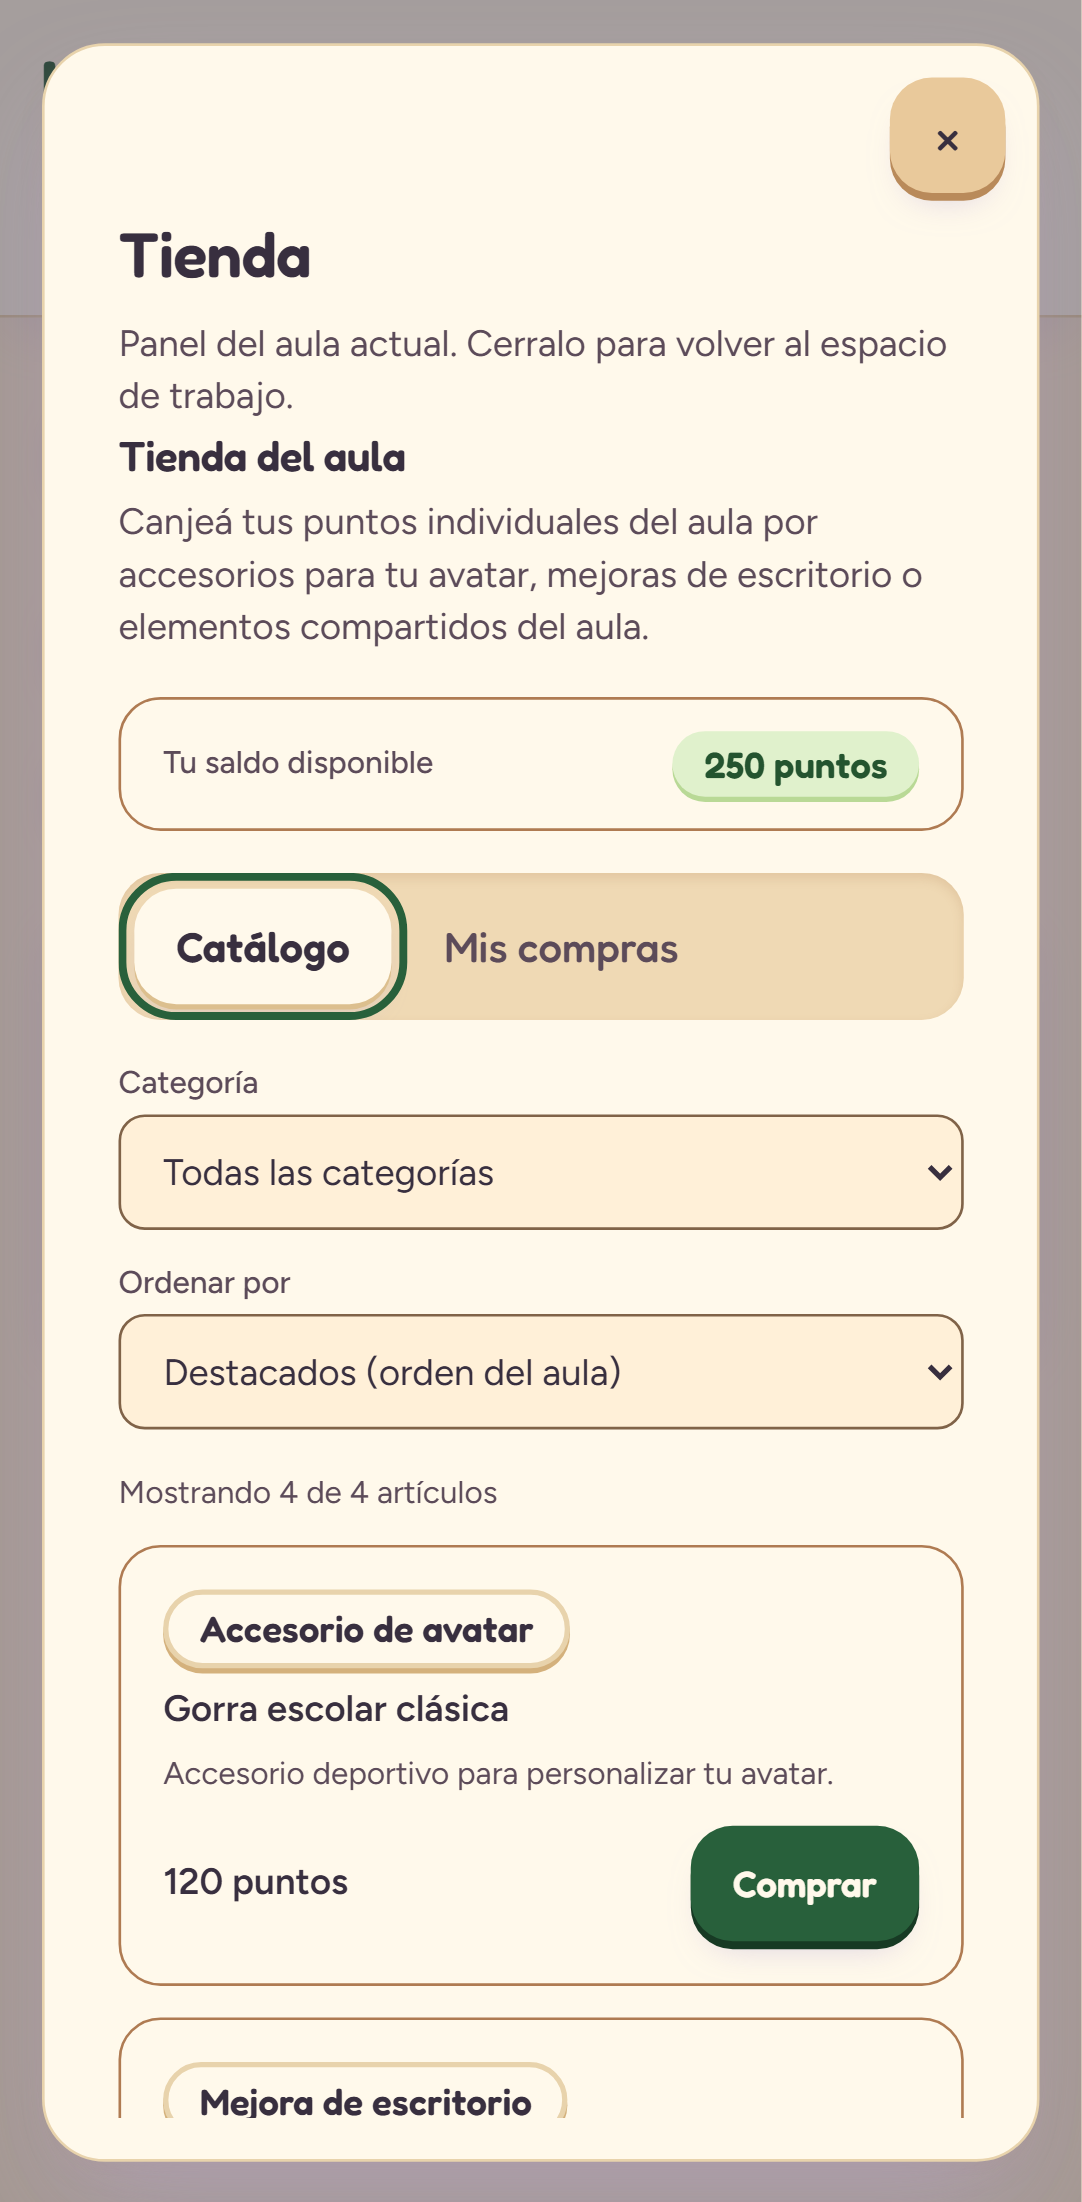 ×
Tienda
Panel del aula actual. Cerralo para volver al espacio
de trabajo.
Tienda del aula
Canjeá tus puntos individuales del aula por
accesorios para tu avatar, mejoras de escritorio o
elementos compartidos del aula.
Tu saldo disponible
250 puntos
Catálogo
Mis compras
Categoría
Todas las categorías
Ordenar por
Destacados (orden del aula)
Mostrando 4 de 4 artículos
Accesorio de avatar
Gorra escolar clásica
Accesorio deportivo para personalizar tu avatar.
120 puntos
Comprar
Mejora de escritorio